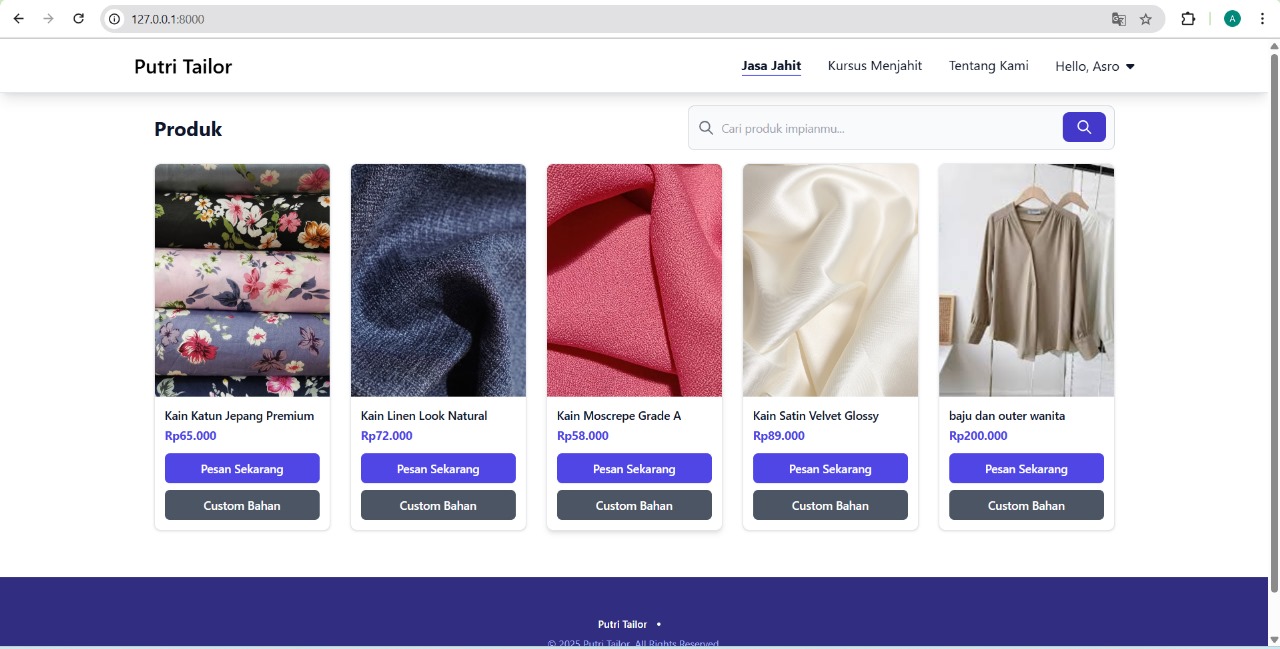 127.0.0.1:8000
A
Putri Tailor
Jasa Jahit
Kursus Menjahit
Tentang Kami
Hello, Asro
Produk
Cari produk impianmu...
Kain Katun Jepang Premium
Rp65.000
Pesan Sekarang
Custom Bahan
Kain Linen Look Natural
Rp72.000
Pesan Sekarang
Custom Bahan
Kain Moscrepe Grade A
Rp58.000
Pesan Sekarang
Custom Bahan
Kain Satin Velvet Glossy
Rp89.000
Pesan Sekarang
Custom Bahan
baju dan outer wanita
Rp200.000
Pesan Sekarang
Custom Bahan
Putri Tailor •
© 2025 Putri Tailor. All Rights Reserved